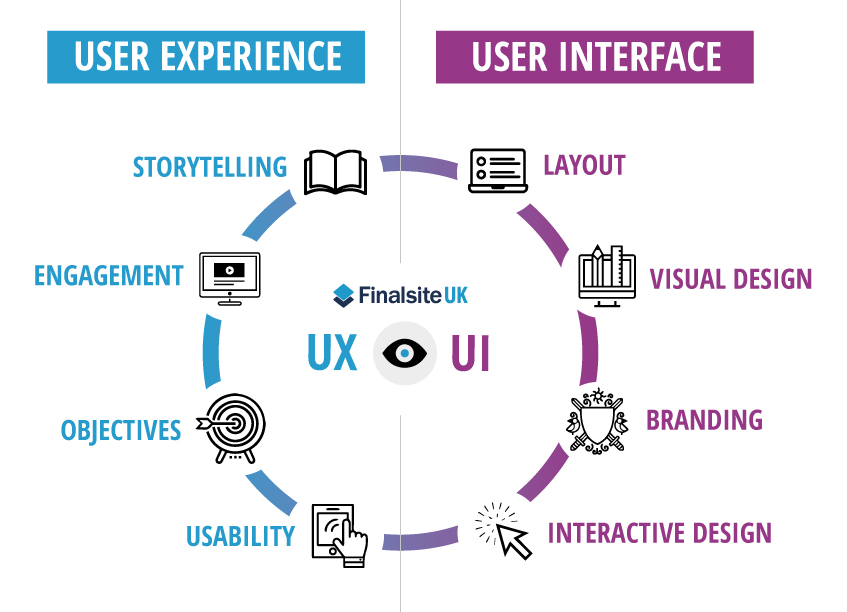 USER EXPERIENCE
USER INTERFACE
STORYTELLING
LAYOUT
ENGAGEMENT
VISUAL DESIGN
Finalsite UK
UX
UI
OBJECTIVES
BRANDING
USABILITY
INTERACTIVE DESIGN